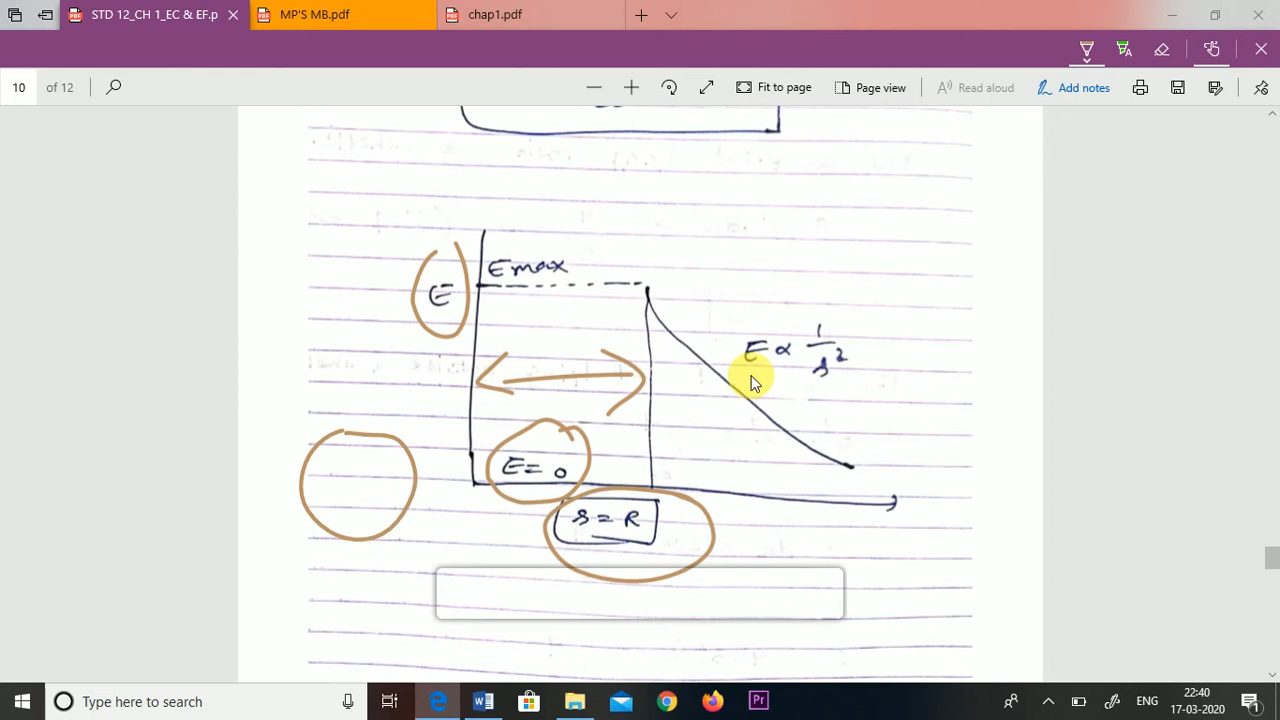 STD 12_CH 1_EC & EF.p
MP'S MB.pdf
chap1.pdf
10 of 12
Fit to page
Page view
Read aloud
Add notes
E max
E
E ∝ 1/r²
E = 0
r = R
Type here to search
ENG
22:40
17-03-2020